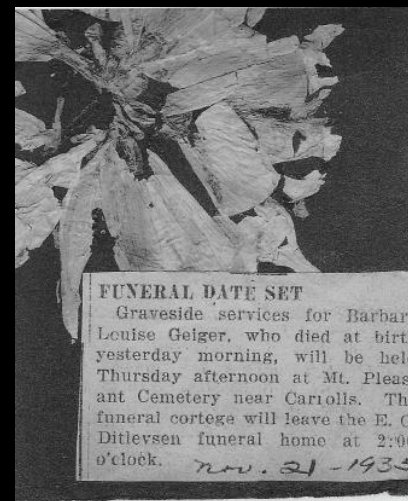 FUNERAL DATE SET
Graveside services for Barbar
Louise Geiger, who died at birt
yesterday morning, will be hel
Thursday afternoon at Mt. Pleas
ant Cemetery near Carrolls. Th
funeral cortege will leave the E. C
Ditlevsen funeral home at 2:0
o'clock. Nov. 21 - 1935